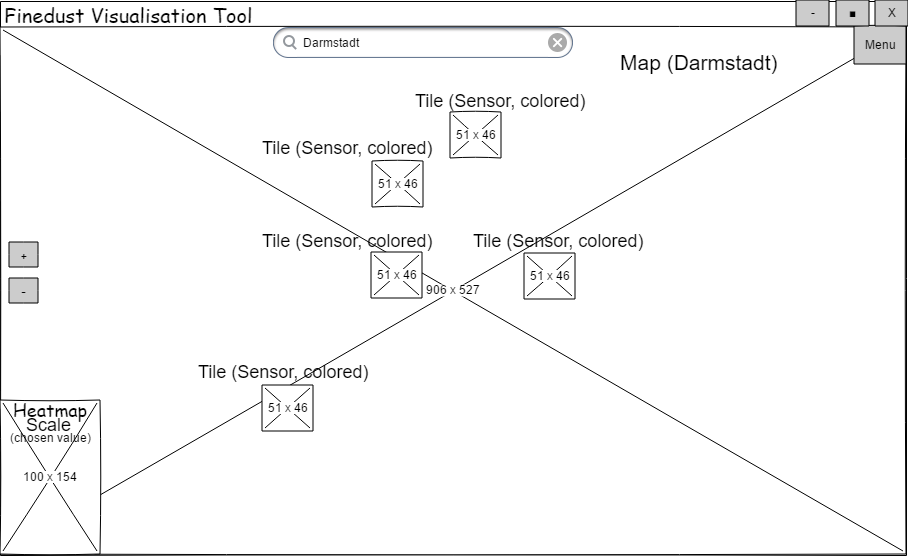 Finedust Visualisation Tool
- ■ X
Darmstadt
Menu
Map (Darmstadt)
Tile (Sensor, colored)
51 x 46
Tile (Sensor, colored)
51 x 46
Tile (Sensor, colored)
51 x 46
Tile (Sensor, colored)
51 x 46
+
-
906 x 527
Tile (Sensor, colored)
51 x 46
Heatmap
Scale
(chosen value)
100 x 154